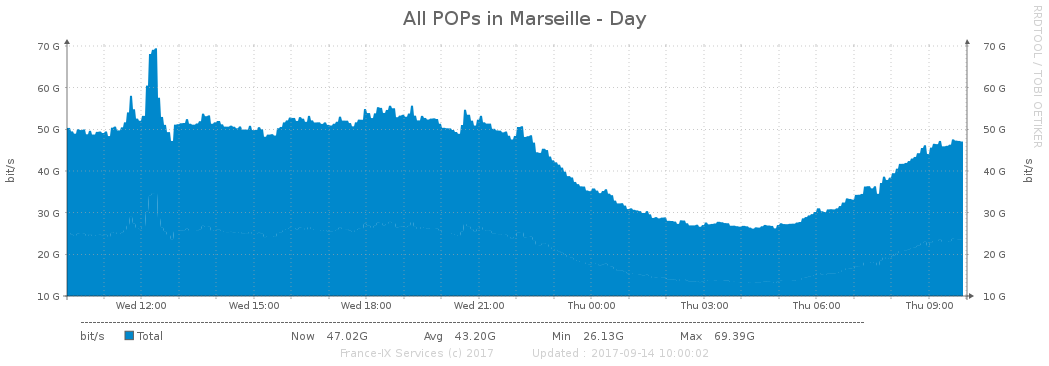 All POPs in Marseille - Day
RRDTOOL / TOBI OETIKER
70 G 70 G
60 G 60 G
50 G 50 G
40 G 40 G
30 G 30 G
20 G 20 G
10 G 10 G
bit/s bit/s
Wed 12:00 Wed 15:00 Wed 18:00 Wed 21:00 Thu 00:00 Thu 03:00 Thu 06:00 Thu 09:00
bit/s Total Now 47.02G Avg 43.20G Min 26.13G Max 69.39G
France-IX Services (c) 2017 Updated : 2017-09-14 10:00:02